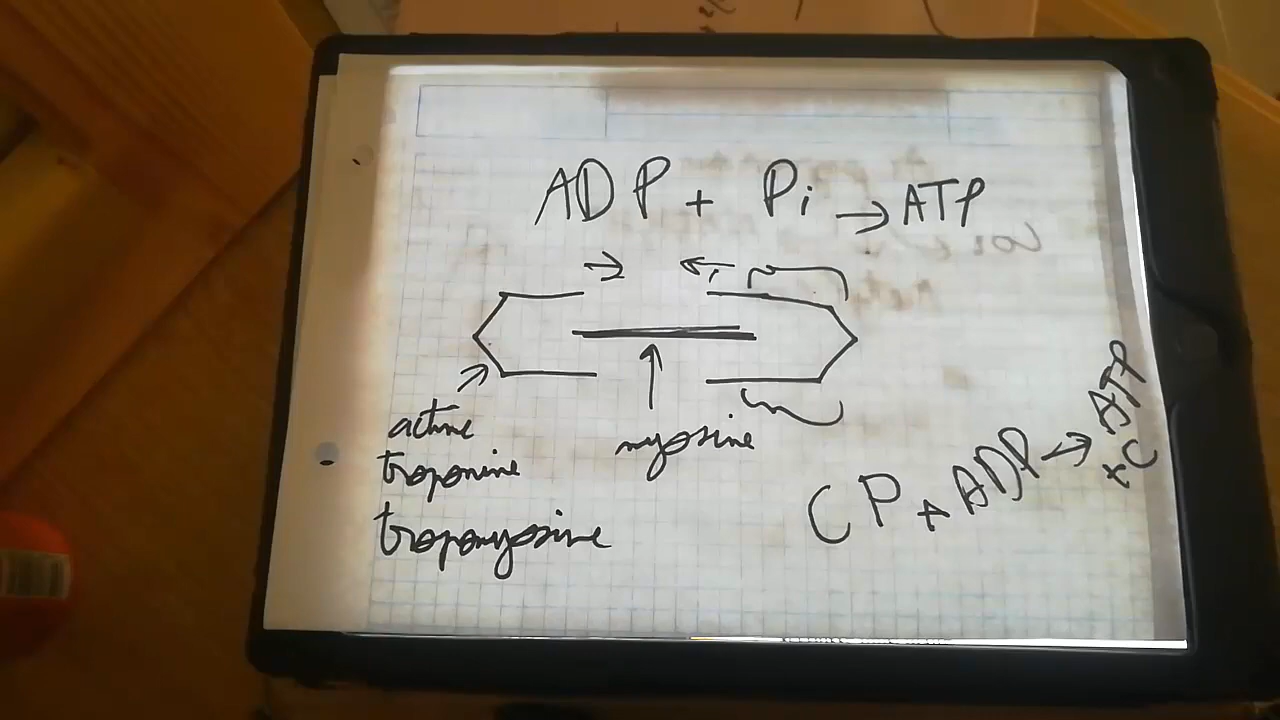 ADP + Pi → ATP
actine
troponine
tropomyosine
myosine
CP + ADP → ATP
+ C